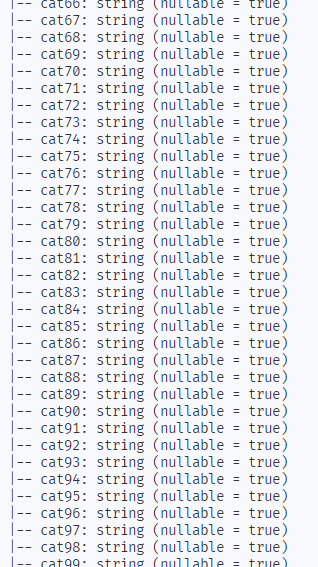 |-- cat66: string (nullable = true)
|-- cat67: string (nullable = true)
|-- cat68: string (nullable = true)
|-- cat69: string (nullable = true)
|-- cat70: string (nullable = true)
|-- cat71: string (nullable = true)
|-- cat72: string (nullable = true)
|-- cat73: string (nullable = true)
|-- cat74: string (nullable = true)
|-- cat75: string (nullable = true)
|-- cat76: string (nullable = true)
|-- cat77: string (nullable = true)
|-- cat78: string (nullable = true)
|-- cat79: string (nullable = true)
|-- cat80: string (nullable = true)
|-- cat81: string (nullable = true)
|-- cat82: string (nullable = true)
|-- cat83: string (nullable = true)
|-- cat84: string (nullable = true)
|-- cat85: string (nullable = true)
|-- cat86: string (nullable = true)
|-- cat87: string (nullable = true)
|-- cat88: string (nullable = true)
|-- cat89: string (nullable = true)
|-- cat90: string (nullable = true)
|-- cat91: string (nullable = true)
|-- cat92: string (nullable = true)
|-- cat93: string (nullable = true)
|-- cat94: string (nullable = true)
|-- cat95: string (nullable = true)
|-- cat96: string (nullable = true)
|-- cat97: string (nullable = true)
|-- cat98: string (nullable = true)
|-- cat99: string (nullable = true)